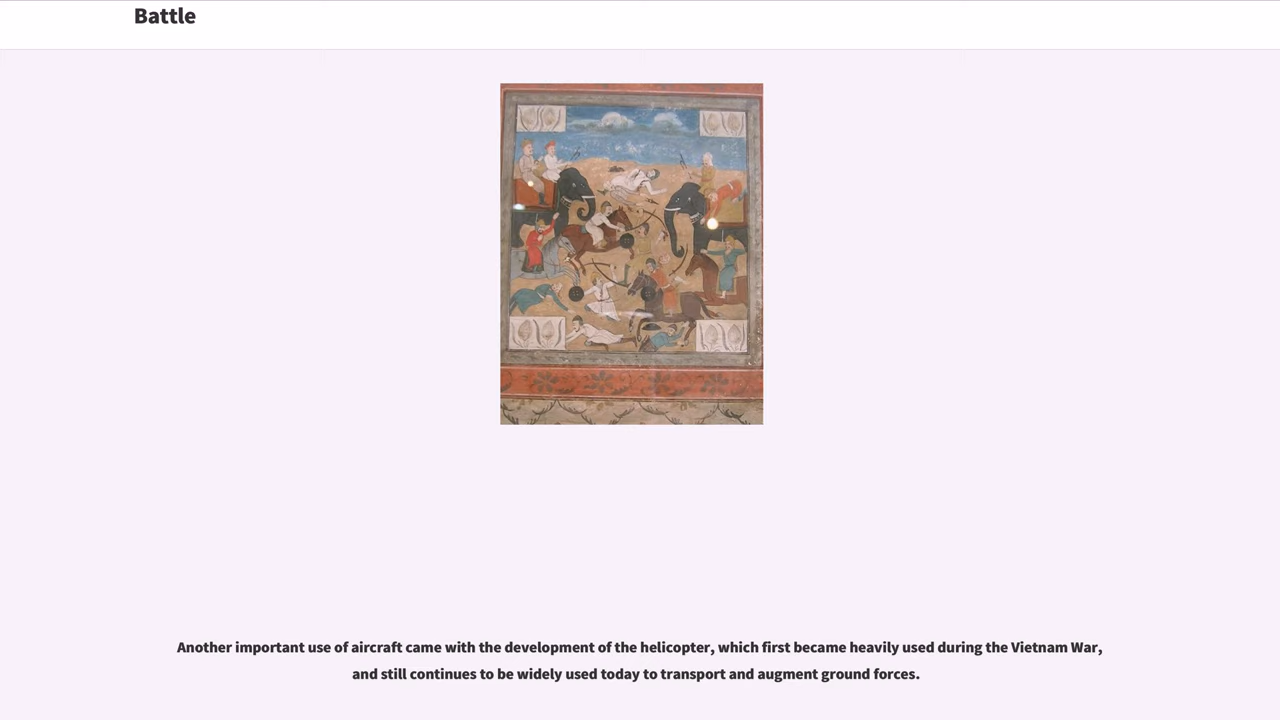 Battle
Another important use of aircraft came with the development of the helicopter, which first became heavily used during the Vietnam War,
and still continues to be widely used today to transport and augment ground forces.